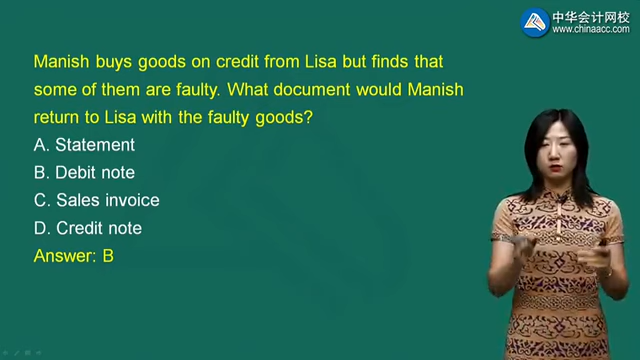 中华会计网校
www.chinaacc.com
Manish buys goods on credit from Lisa but finds that
some of them are faulty. What document would Manish
return to Lisa with the faulty goods?
A. Statement
B. Debit note
C. Sales invoice
D. Credit note
Answer: B